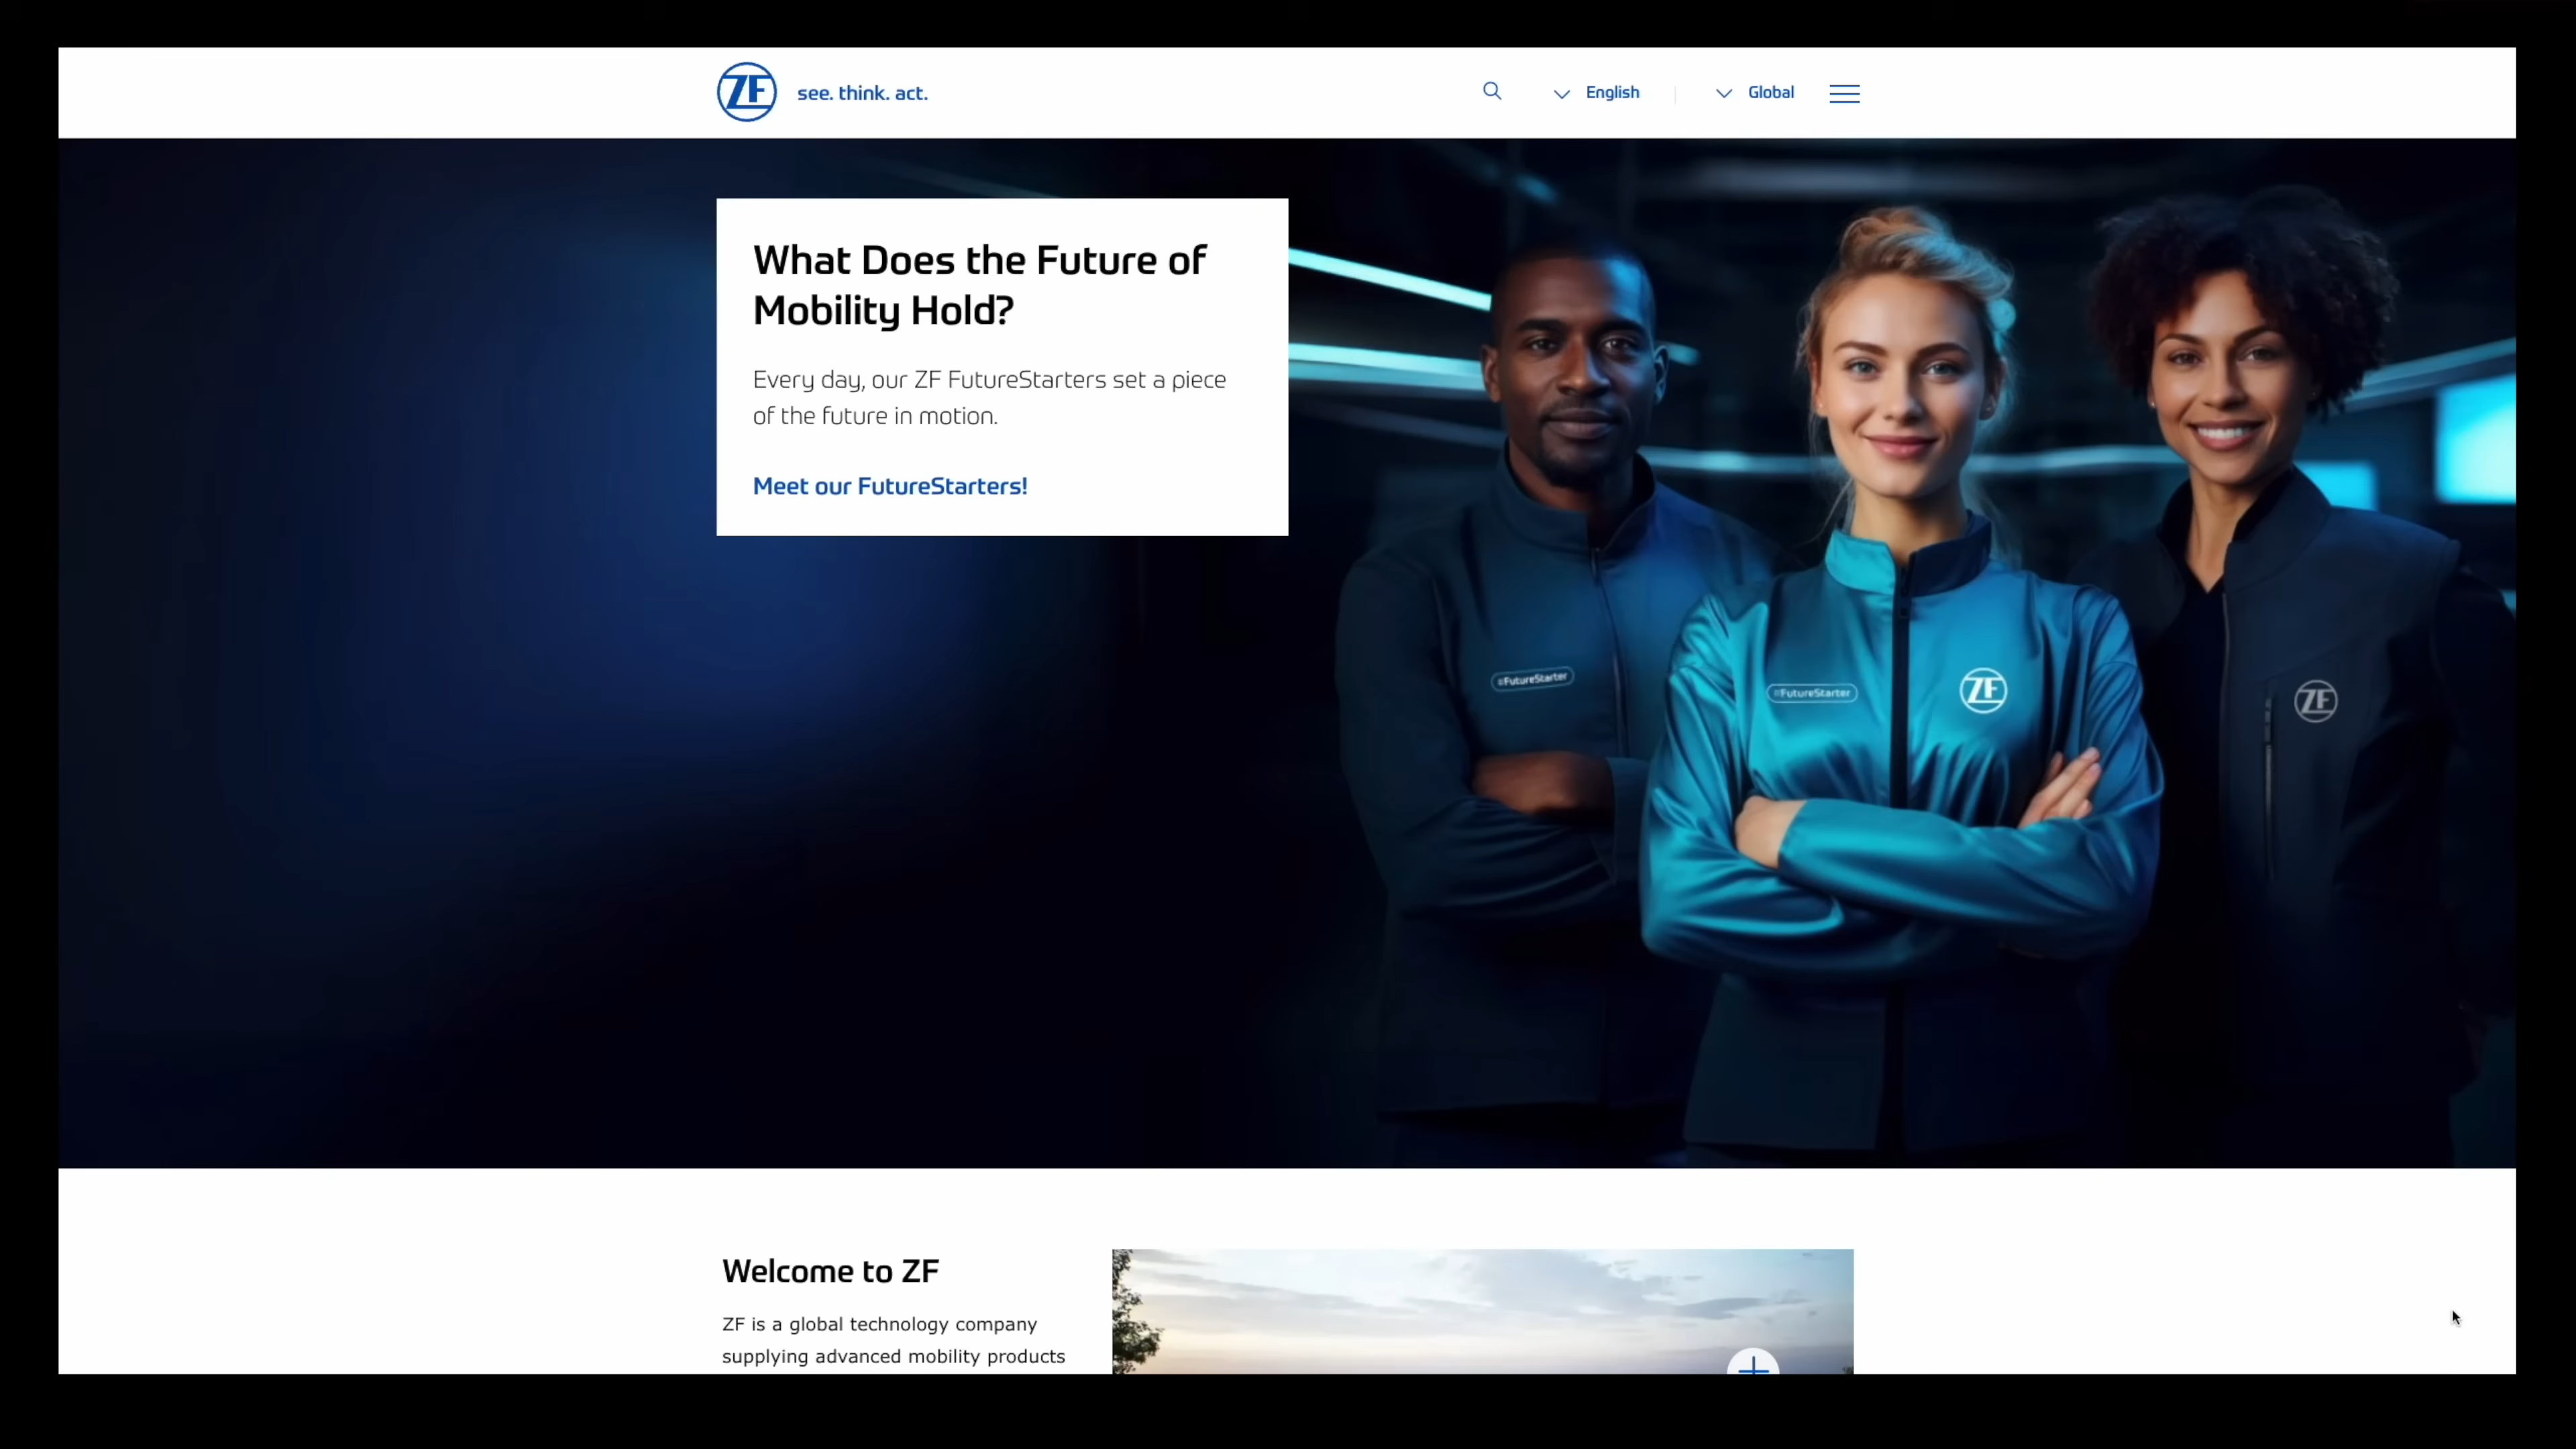 ZF see. think. act.
English
Global
What Does the Future of
Mobility Hold?
Every day, our ZF FutureStarters set a piece
of the future in motion.
Meet our FutureStarters!
#FutureStarter
#FutureStarter
ZF
ZF
Welcome to ZF
ZF is a global technology company
supplying advanced mobility products